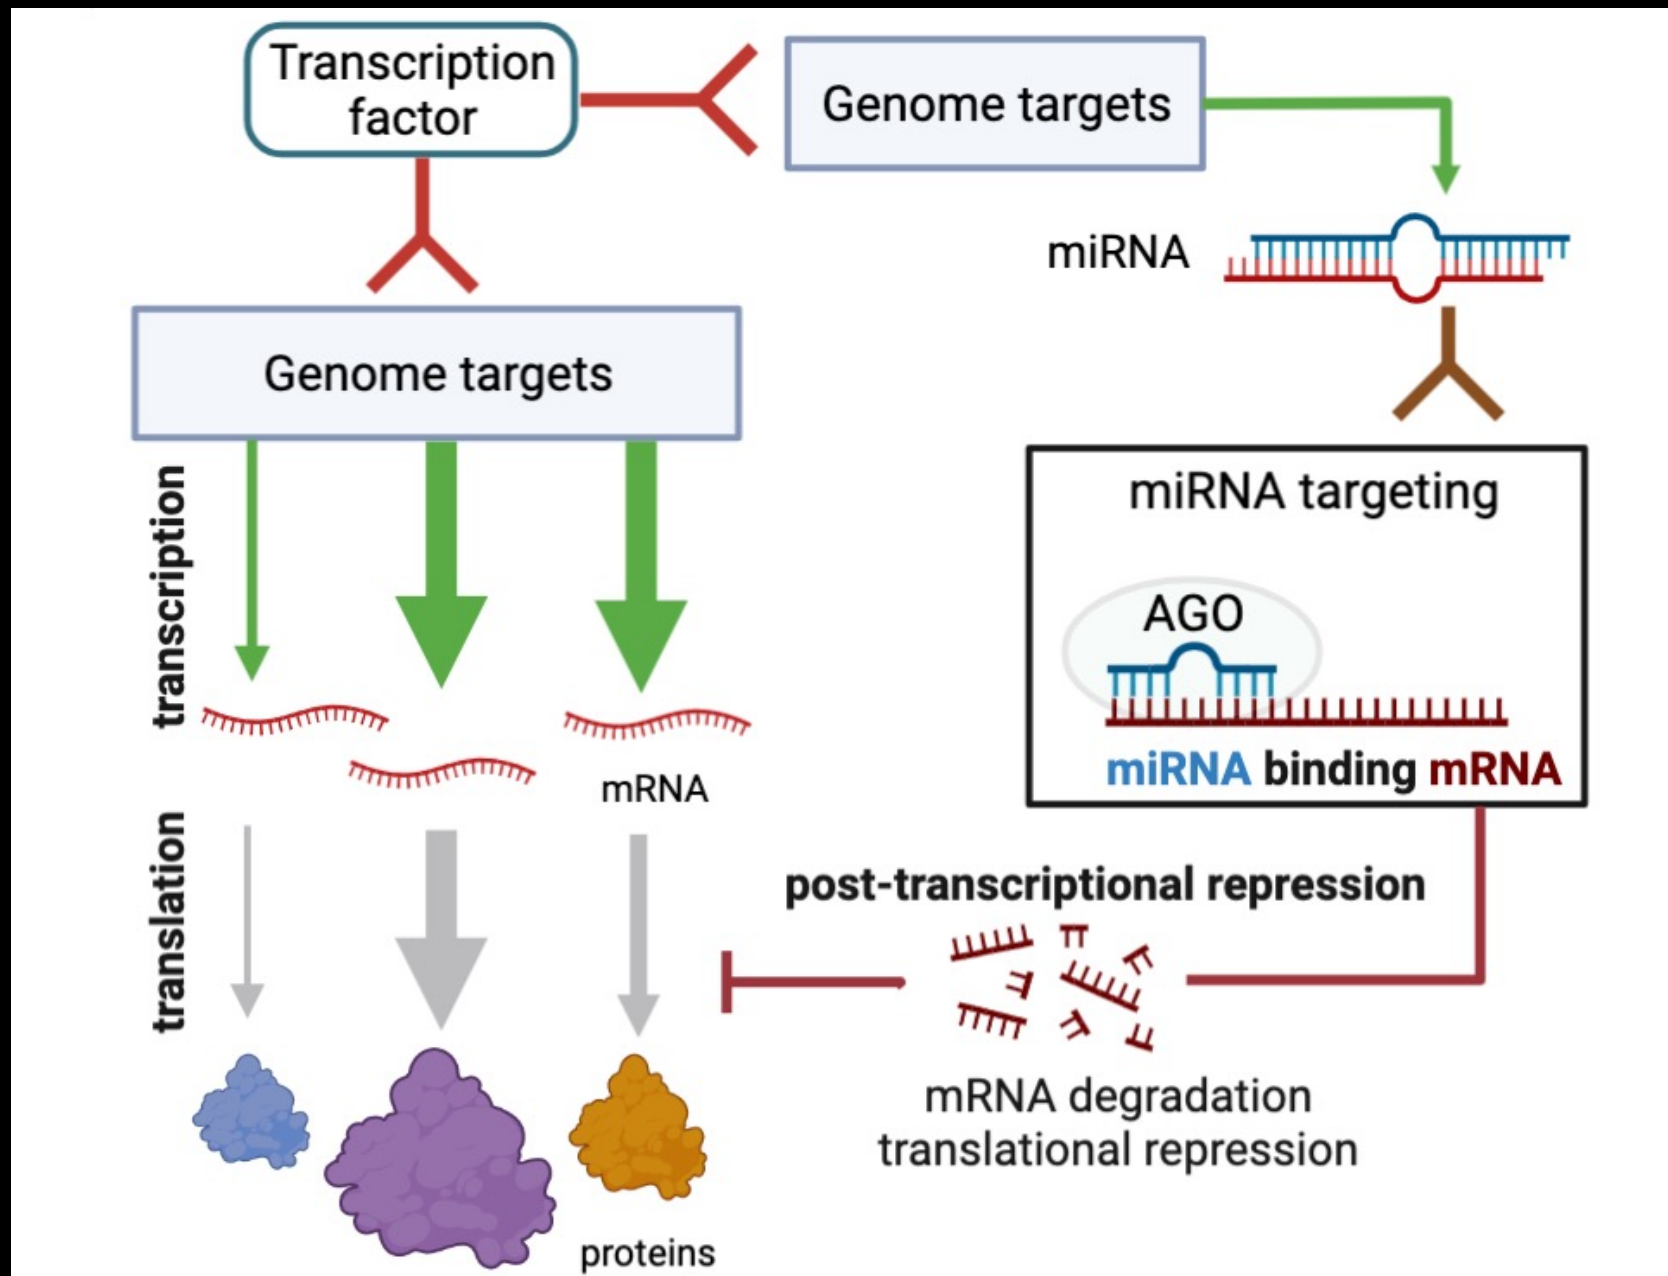 Transcription
factor
Genome targets
miRNA
Genome targets
miRNA targeting
AGO
miRNA binding mRNA
transcription
mRNA
translation
post-transcriptional repression
mRNA degradation
translational repression
proteins